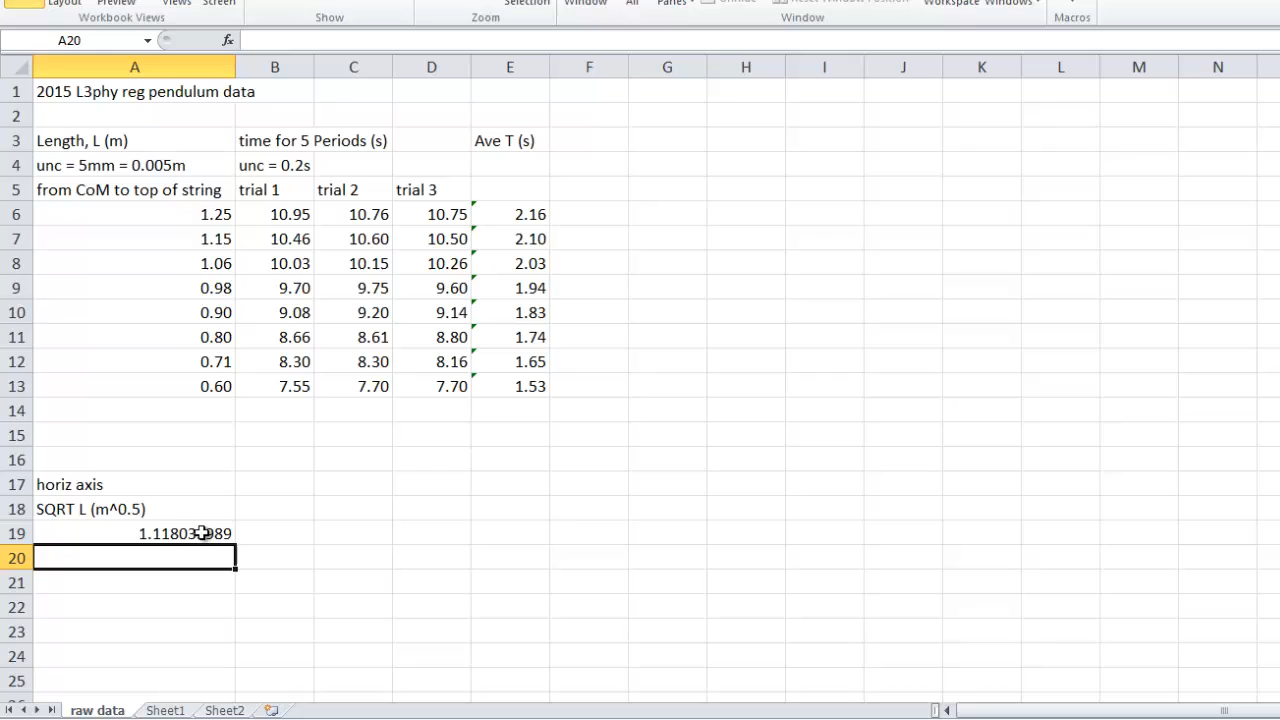 Layout Preview Views Screen Selection Window All Panes Workspace Windows
Workbook Views Show Zoom Window Macros
A20 fx
A B C D E F G H I J K L M N
1 2015 L3phy reg pendulum data
2
3 Length, L (m) time for 5 Periods (s) Ave T (s)
4 unc = 5mm = 0.005m unc = 0.2s
5 from CoM to top of string trial 1 trial 2 trial 3
6 1.25 10.95 10.76 10.75 2.16
7 1.15 10.46 10.60 10.50 2.10
8 1.06 10.03 10.15 10.26 2.03
9 0.98 9.70 9.75 9.60 1.94
10 0.90 9.08 9.20 9.14 1.83
11 0.80 8.66 8.61 8.80 1.74
12 0.71 8.30 8.30 8.16 1.65
13 0.60 7.55 7.70 7.70 1.53
14
15
16
17 horiz axis
18 SQRT L (m^0.5)
19
20
21
22
23
24
25
raw data Sheet1 Sheet2